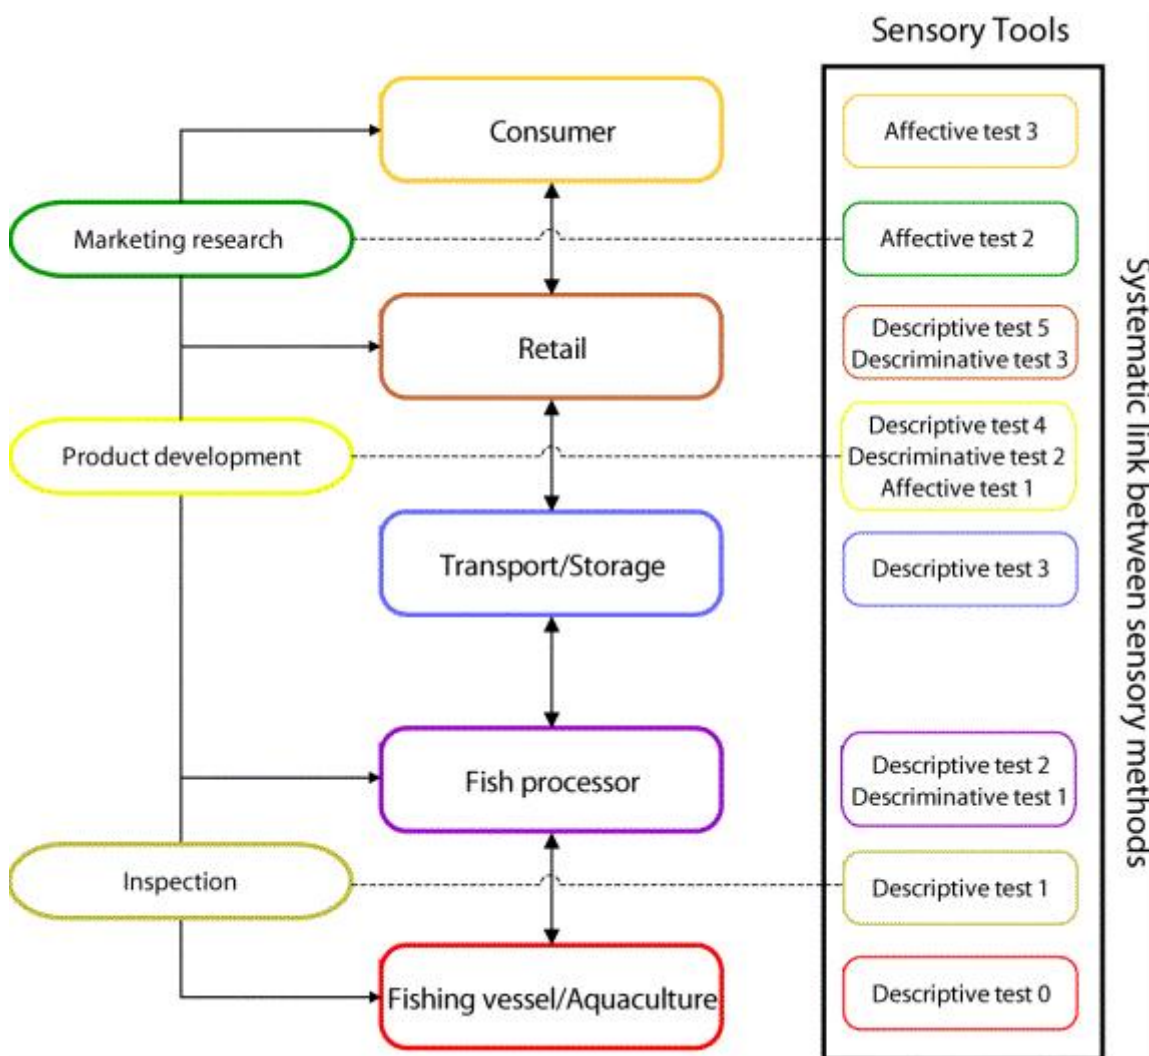 Sensory Tools
Consumer
Affective test 3
Marketing research
Affective test 2
Retail
Descriptive test 5
Descriminative test 3
Product development
Descriptive test 4
Descriminative test 2
Affective test 1
Transport/Storage
Descriptive test 3
Fish processor
Descriptive test 2
Descriminative test 1
Inspection
Descriptive test 1
Fishing vessel/Aquaculture
Descriptive test 0
Systematic link between sensory methods